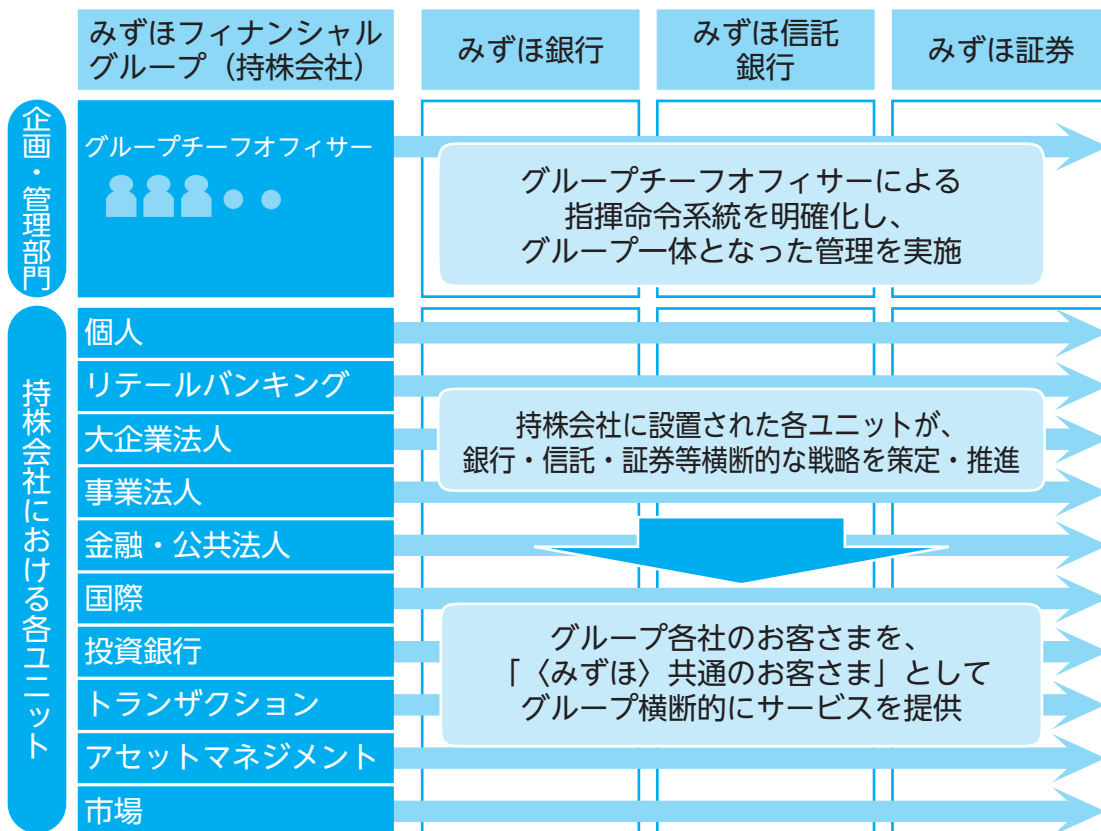 みずほフィナンシャル
グループ（持株会社）
みずほ銀行
みずほ信託
銀行
みずほ証券
企画・管理部門
グループチーフオフィサー
グループチーフオフィサーによる
指揮命令系統を明確化し、
グループ一体となった管理を実施
持株会社における各ユニット
個人
リテールバンキング
大企業法人
事業法人
金融・公共法人
国際
投資銀行
トランザクション
アセットマネジメント
市場
持株会社に設置された各ユニットが、
銀行・信託・証券等横断的な戦略を策定・推進
グループ各社のお客さまを、
「〈みずほ〉共通のお客さま」として
グループ横断的にサービスを提供